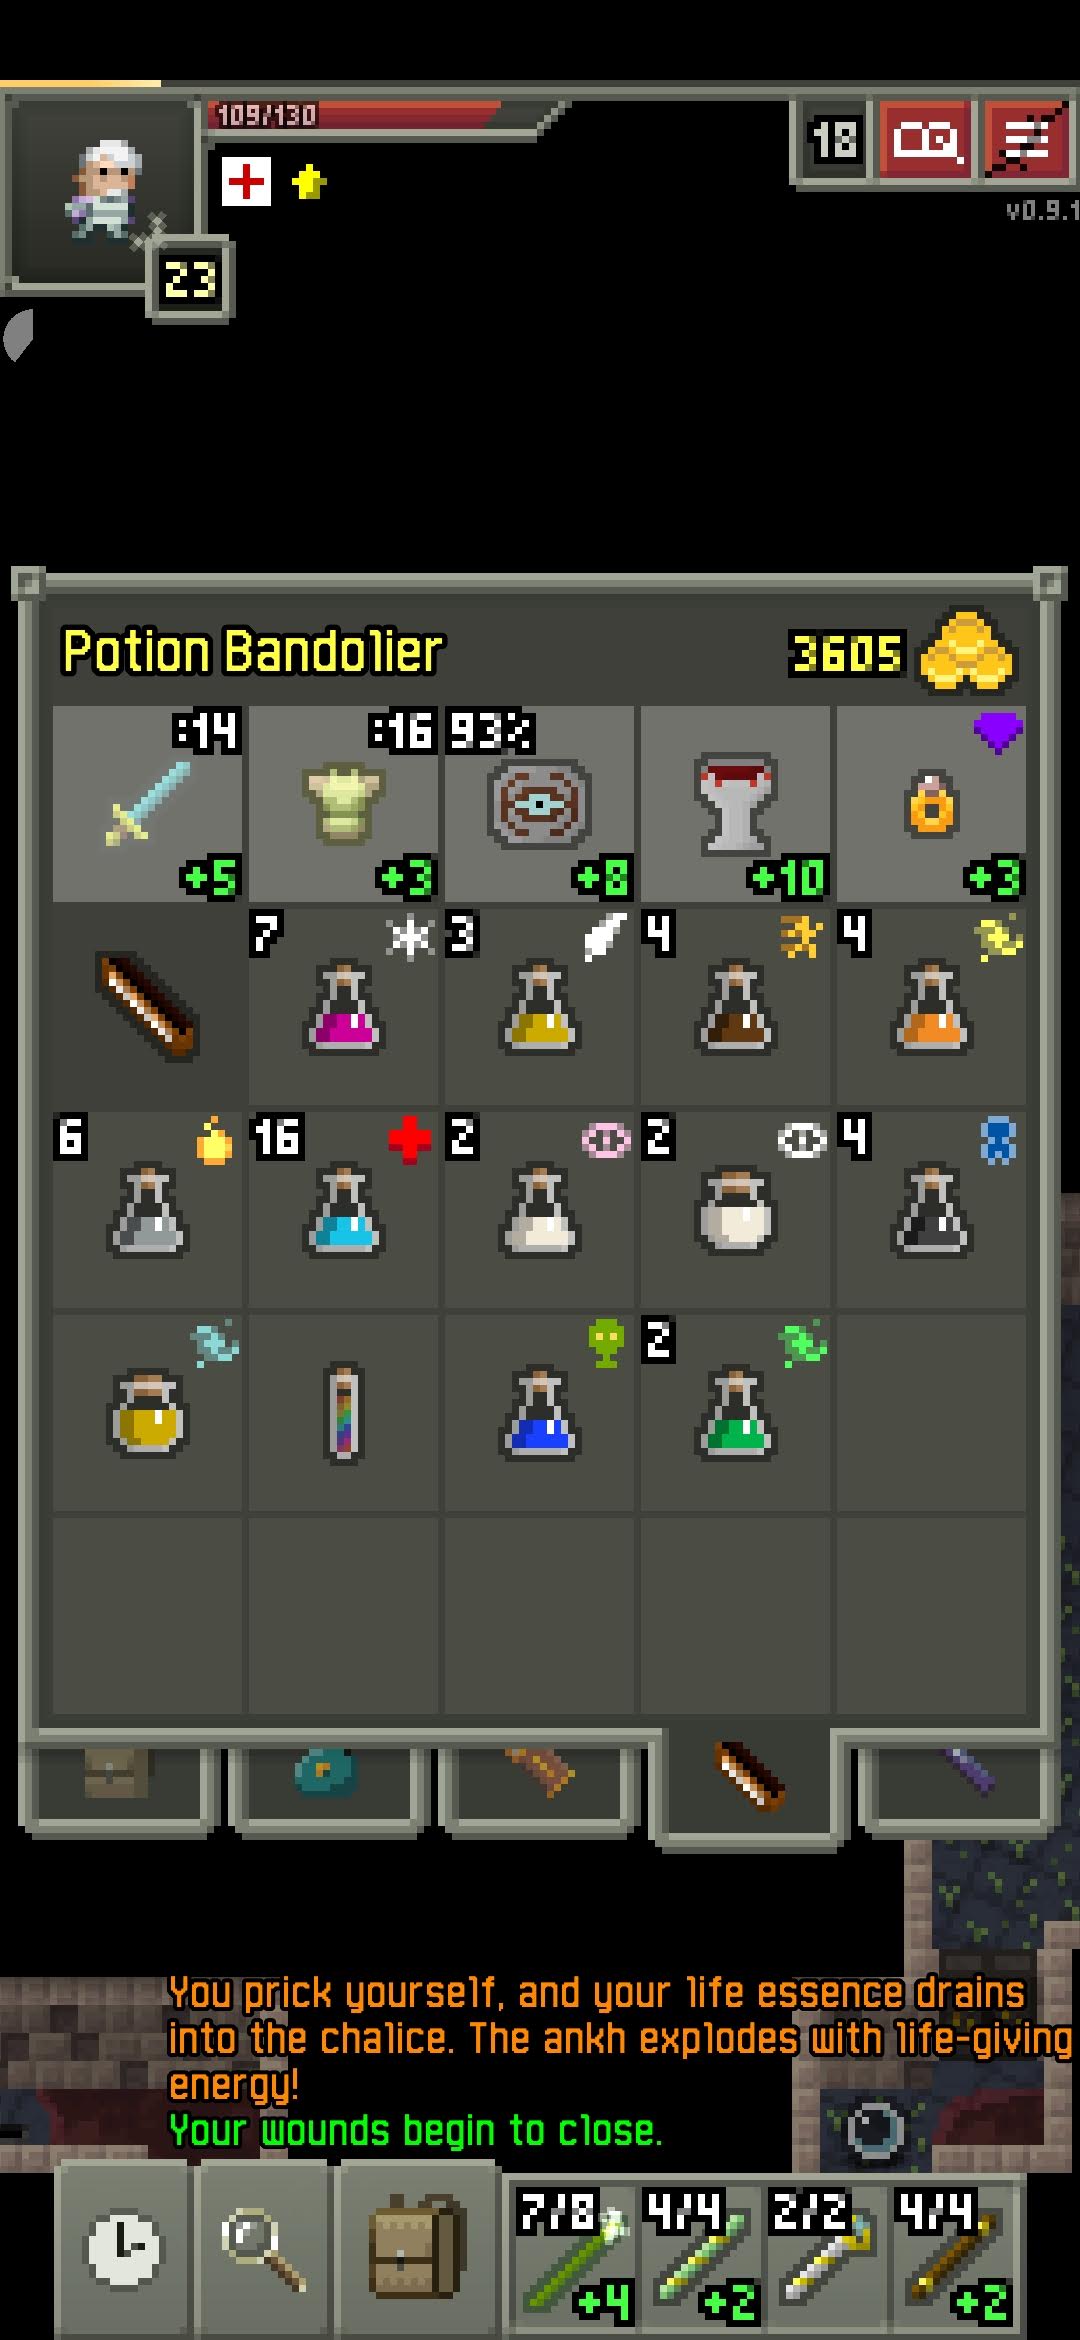 109/130
18
v0.9.1
23
Potion Bandolier
3605
:14 :16 93%
+5 +3 +8 +10 +3
7 3 4 4
6 16 2 2 4
2
You prick yourself, and your life essence drains
into the chalice. The ankh explodes with life-giving
energy!
Your wounds begin to close.
7/8 4/4 2/2 4/4
+4 +2 +2